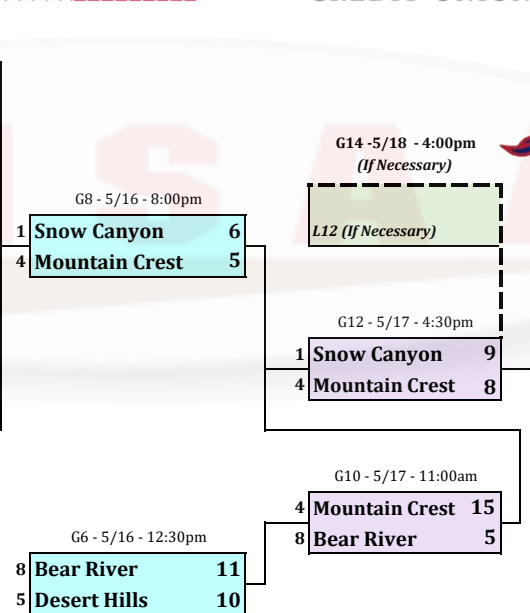 G14 -5/18 - 4:00pm
(If Necessary)
G8 - 5/16 - 8:00pm
1 Snow Canyon 6
4 Mountain Crest 5
L12 (If Necessary)
G12 - 5/17 - 4:30pm
1 Snow Canyon 9
4 Mountain Crest 8
G10 - 5/17 - 11:00am
4 Mountain Crest 15
8 Bear River 5
G6 - 5/16 - 12:30pm
8 Bear River 11
5 Desert Hills 10
S A